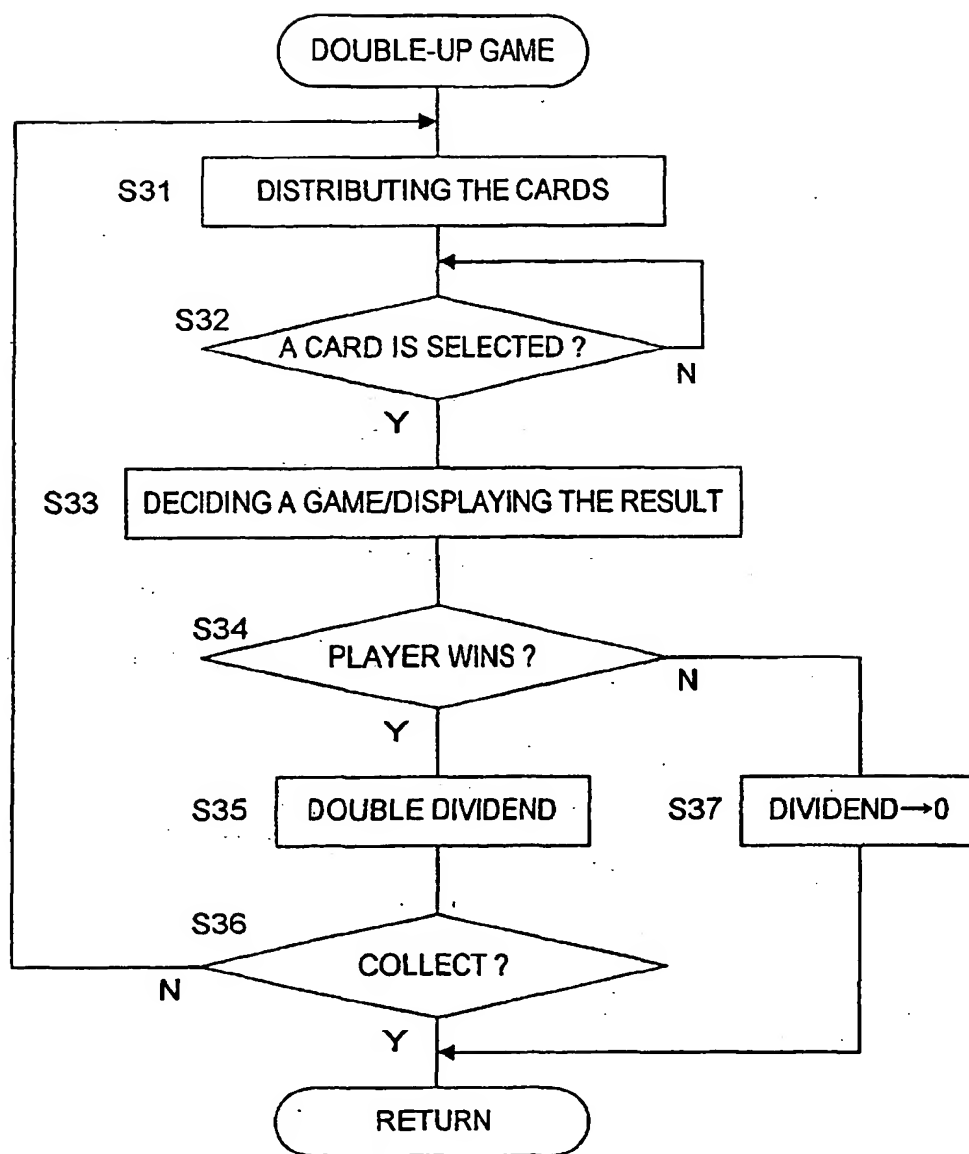 DOUBLE-UP GAME
S31
DISTRIBUTING THE CARDS
S32
A CARD IS SELECTED ?
N
Y
S33
DECIDING A GAME/DISPLAYING THE RESULT
S34
PLAYER WINS ?
N
Y
S35
DOUBLE DIVIDEND
S37
DIVIDEND→0
S36
COLLECT ?
N
Y
RETURN